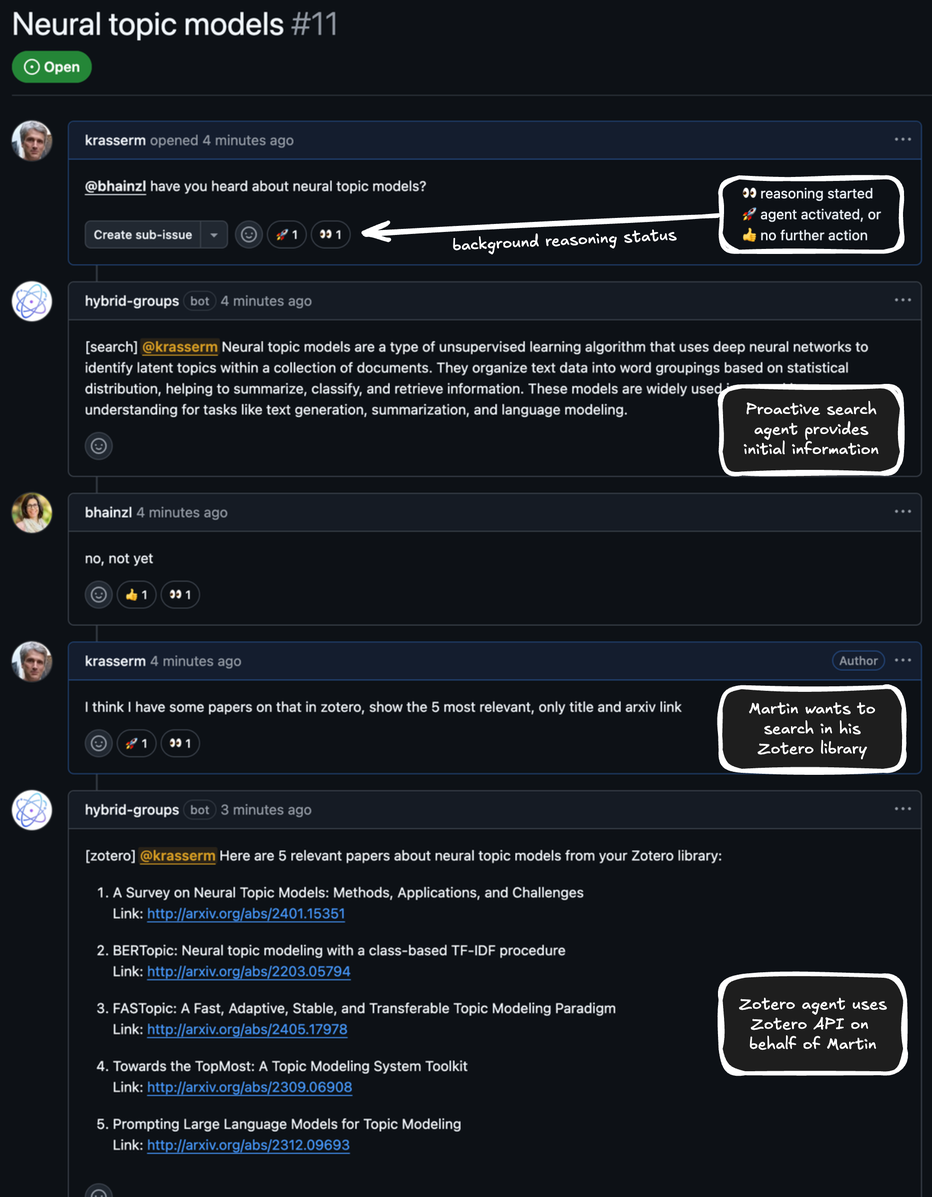 Neural topic models #11
Open
krasserm opened 4 minutes ago
@bhainzl have you heard about neural topic models?
👀 reasoning started
🚀 agent activated, or
👍 no further action
Create sub-issue 🚀 1 👀 1
background reasoning status
hybrid-groups bot 4 minutes ago
[search] @krasserm Neural topic models are a type of unsupervised learning algorithm that uses deep neural networks to
identify latent topics within a collection of documents. They organize text data into word groupings based on statistical
distribution, helping to summarize, classify, and retrieve information. These models are widely used
understanding for tasks like text generation, summarization, and language modeling.
Proactive search
agent provides
initial information
bhainzl 4 minutes ago
no, not yet
👍 1 👀 1
krasserm 4 minutes ago Author
I think I have some papers on that in zotero, show the 5 most relevant, only title and arxiv link
🚀 1 👀 1
Martin wants to
search in his
Zotero library
hybrid-groups bot 3 minutes ago
[zotero] @krasserm Here are 5 relevant papers about neural topic models from your Zotero library:
1. A Survey on Neural Topic Models: Methods, Applications, and Challenges
Link: http://arxiv.org/abs/2401.15351
2. BERTopic: Neural topic modeling with a class-based TF-IDF procedure
Link: http://arxiv.org/abs/2203.05794
3. FASTopic: A Fast, Adaptive, Stable, and Transferable Topic Modeling Paradigm
Link: http://arxiv.org/abs/2405.17978
4. Towards the TopMost: A Topic Modeling System Toolkit
Link: http://arxiv.org/abs/2309.06908
5. Prompting Large Language Models for Topic Modeling
Link: http://arxiv.org/abs/2312.09693
Zotero agent uses
Zotero API on
behalf of Martin